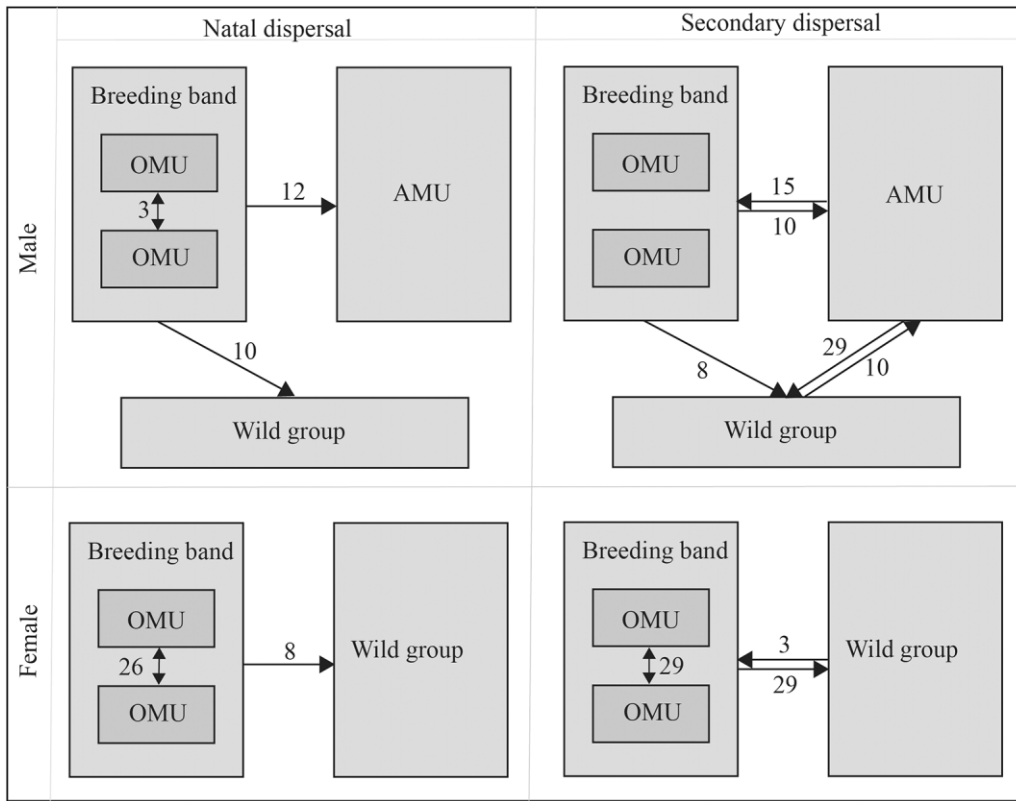 Natal dispersal
Secondary dispersal
Male
Breeding band
OMU
3
OMU
12
AMU
10
Wild group
Breeding band
OMU
OMU
15
10
AMU
8
29
10
Wild group
Female
Breeding band
OMU
26
OMU
8
Wild group
Breeding band
OMU
29
OMU
3
29
Wild group